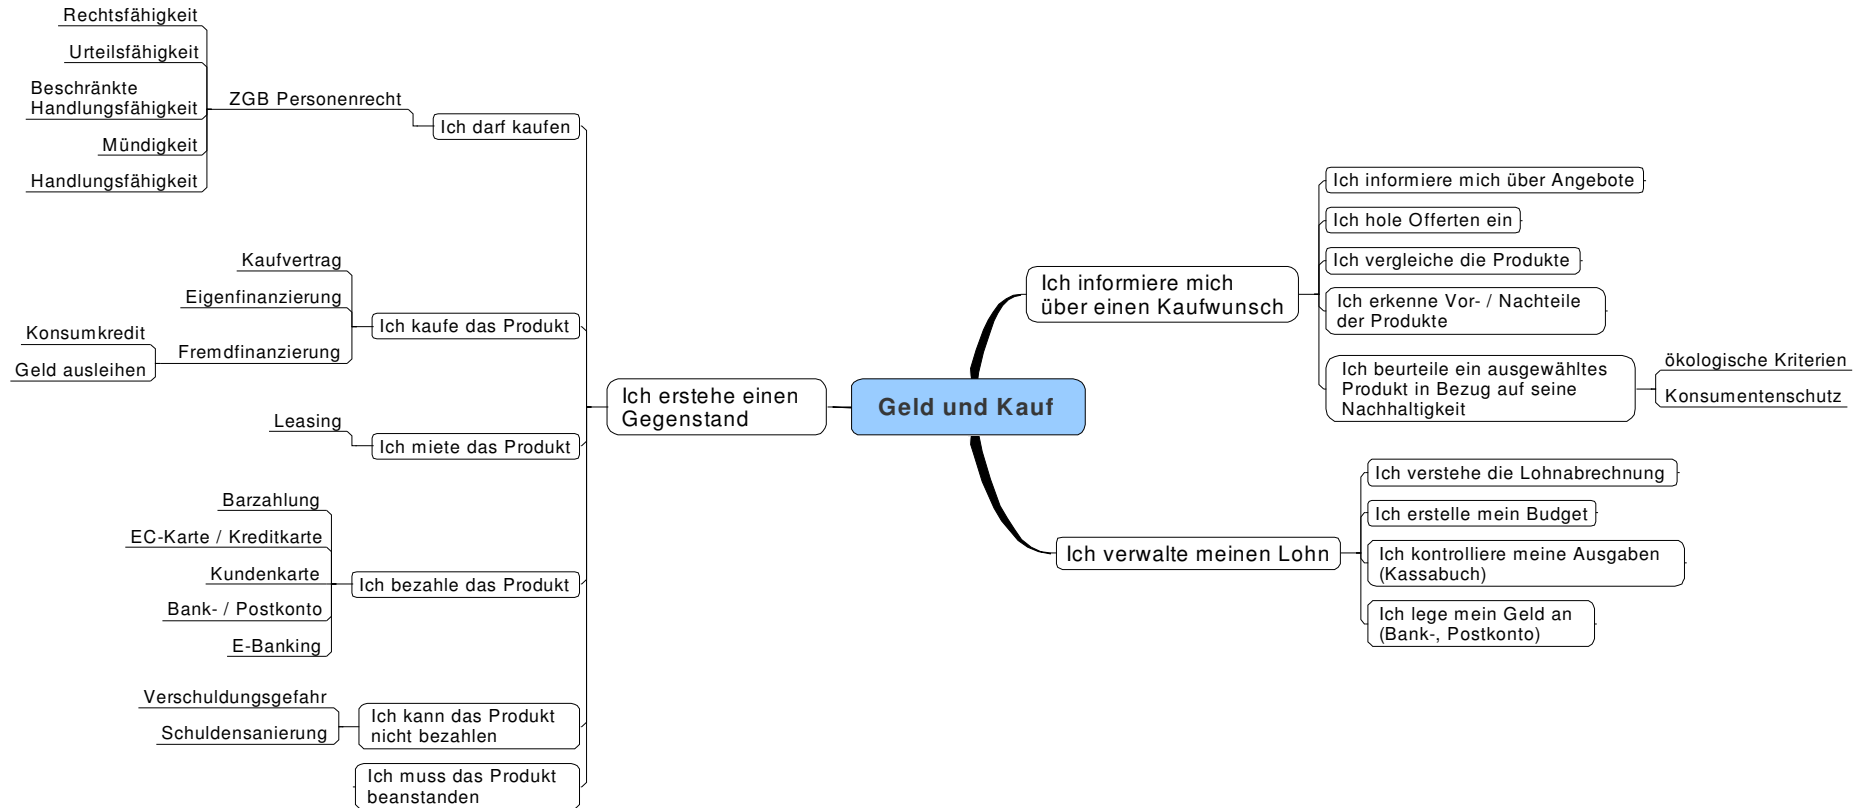 Geld und Kauf
Ich informiere mich
über einen Kaufwunsch
Ich informiere mich über Angebote
Ich hole Offerten ein
Ich vergleiche die Produkte
Ich erkenne Vor- / Nachteile
der Produkte
Ich beurteile ein ausgewähltes
Produkt in Bezug auf seine
Nachhaltigkeit
ökologische Kriterien
Konsumentenschutz
Ich verwalte meinen Lohn
Ich verstehe die Lohnabrechnung
Ich erstelle mein Budget
Ich kontrolliere meine Ausgaben
(Kassabuch)
Ich lege mein Geld an
(Bank-, Postkonto)
Ich erstehe einen
Gegenstand
Ich darf kaufen
ZGB Personenrecht
Rechtsfähigkeit
Urteilsfähigkeit
Beschränkte
Handlungsfähigkeit
Mündigkeit
Handlungsfähigkeit
Ich kaufe das Produkt
Kaufvertrag
Eigenfinanzierung
Fremdfinanzierung
Konsumkredit
Geld ausleihen
Ich miete das Produkt
Leasing
Ich bezahle das Produkt
Barzahlung
EC-Karte / Kreditkarte
Kundenkarte
Bank- / Postkonto
E-Banking
Ich kann das Produkt
nicht bezahlen
Verschuldungsgefahr
Schuldensanierung
Ich muss das Produkt
beanstanden